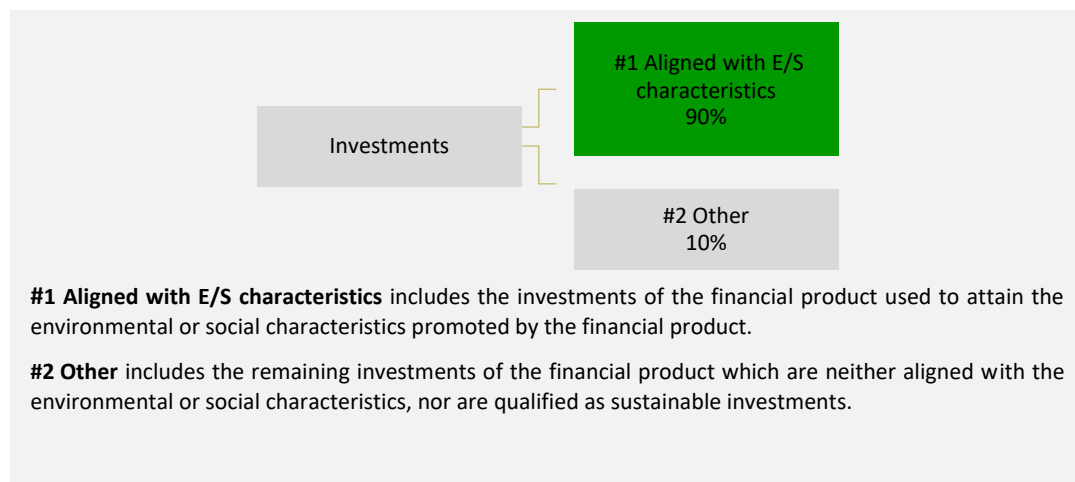 #1 Aligned with E/S
characteristics
90%
Investments
#2 Other
10%
#1 Aligned with E/S characteristics includes the investments of the financial product used to attain the
environmental or social characteristics promoted by the financial product.
#2 Other includes the remaining investments of the financial product which are neither aligned with the
environmental or social characteristics, nor are qualified as sustainable investments.